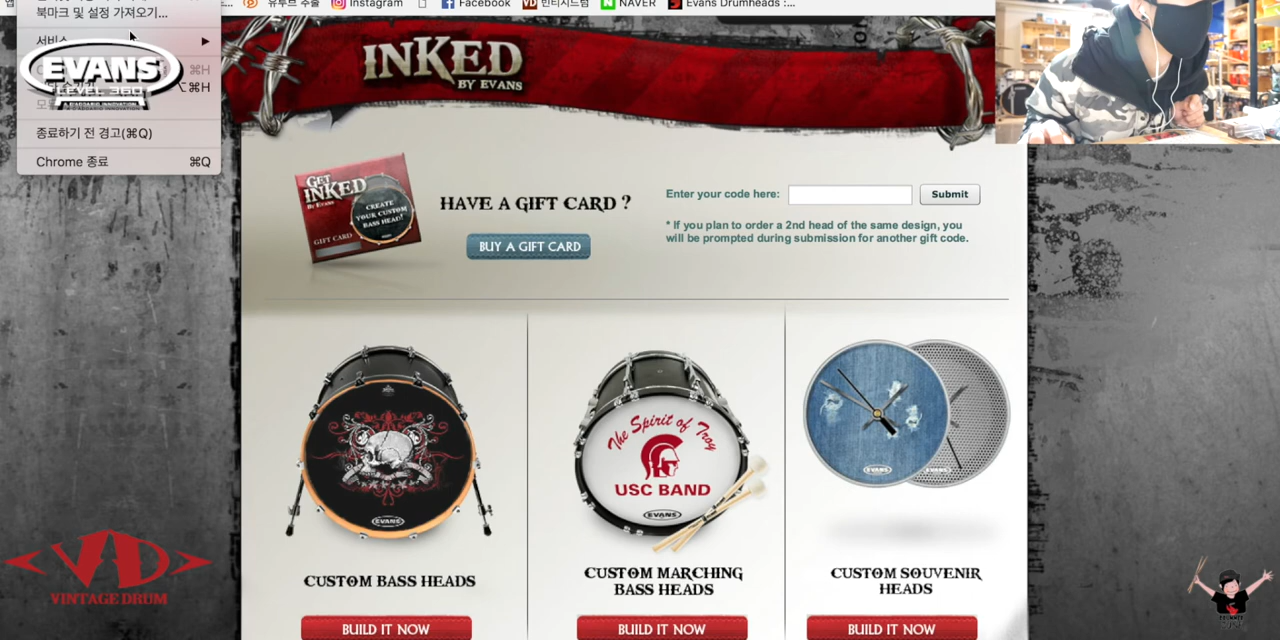 유튜브 추출
Instagram
Facebook
빈티지드럼
NAVER
Evans Drumheads :...
북마크 및 설정 가져오기...
서비스
⌘H
⌥⌘H
종료하기 전 경고(⌘Q)
Chrome 종료
⌘Q
EVANS
LEVEL 360
INKED
BY EVANS
GET
INKED
By Evans
CREATE
YOUR CUSTOM
BASS HEAD!
GIFT CARD
HAVE A GIFT CARD ?
BUY A GIFT CARD
Enter your code here:
Submit
* If you plan to order a 2nd head of the same design, you
will be prompted during submission for another gift code.
EVANS
The Spirit of Troy
USC BAND
EVANS
EVANS
EVANS
CUSTOM BASS HEADS
CUSTOM MARCHING
BASS HEADS
CUSTOM SOUVENIR
HEADS
BUILD IT NOW
BUILD IT NOW
BUILD IT NOW
VD
VINTAGE DRUM